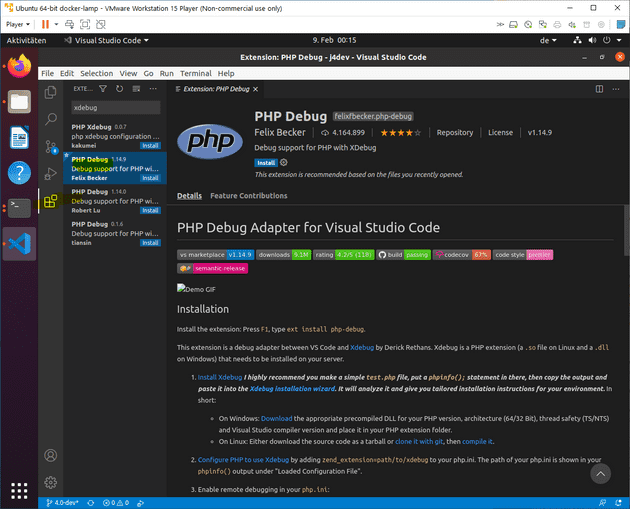 Ubuntu 64-bit docker-lamp - VMware Workstation 15 Player (Non-commercial use only)
Player
Aktivitäten
Visual Studio Code
9. Feb 00:15
de
Extension: PHP Debug - j4dev - Visual Studio Code
File Edit Selection View Go Run Terminal Help
EXTE...
Extension: PHP Debug
xdebug
PHP Xdebug 0.0.7
php xdebug configuration ...
kakumei Install
PHP Debug 1.14.9
Debug support for PHP wi...
Felix Becker Install
PHP Debug 1.14.0
Debug support for PHP wi...
Robert Lu Install
PHP Debug 0.1.6
Debug support for PHP wi...
tiansin Install
php
PHP Debug felixfbecker.php-debug
Felix Becker 4.164.899 Repository License v1.14.9
Debug support for PHP with XDebug
Install
This extension is recommended based on the files you recently opened.
Details Feature Contributions
PHP Debug Adapter for Visual Studio Code
vs marketplace v1.14.9 downloads 9.1M rating 4.2/5 (118) build passing codecov 67% code style prettier
semantic release
Demo GIF
Installation
Install the extension: Press F1, type ext install php-debug.
This extension is a debug adapter between VS Code and Xdebug by Derick Rethans. Xdebug is a PHP extension (a .so file on Linux and a .dll
on Windows) that needs to be installed on your server.
1. Install Xdebug I highly recommend you make a simple test.php file, put a phpinfo(); statement in there, then copy the output and
paste it into the Xdebug installation wizard. It will analyze it and give you tailored installation instructions for your environment. In
short:
On Windows: Download the appropriate precompiled DLL for your PHP version, architecture (64/32 Bit), thread safety (TS/NTS)
and Visual Studio compiler version and place it in your PHP extension folder.
On Linux: Either download the source code as a tarball or clone it with git, then compile it.
2. Configure PHP to use Xdebug by adding zend_extension=path/to/xdebug to your php.ini. The path of your php.ini is shown in your
phpinfo() output under "Loaded Configuration File".
3. Enable remote debugging in your php.ini:
4.0-dev* 0 0